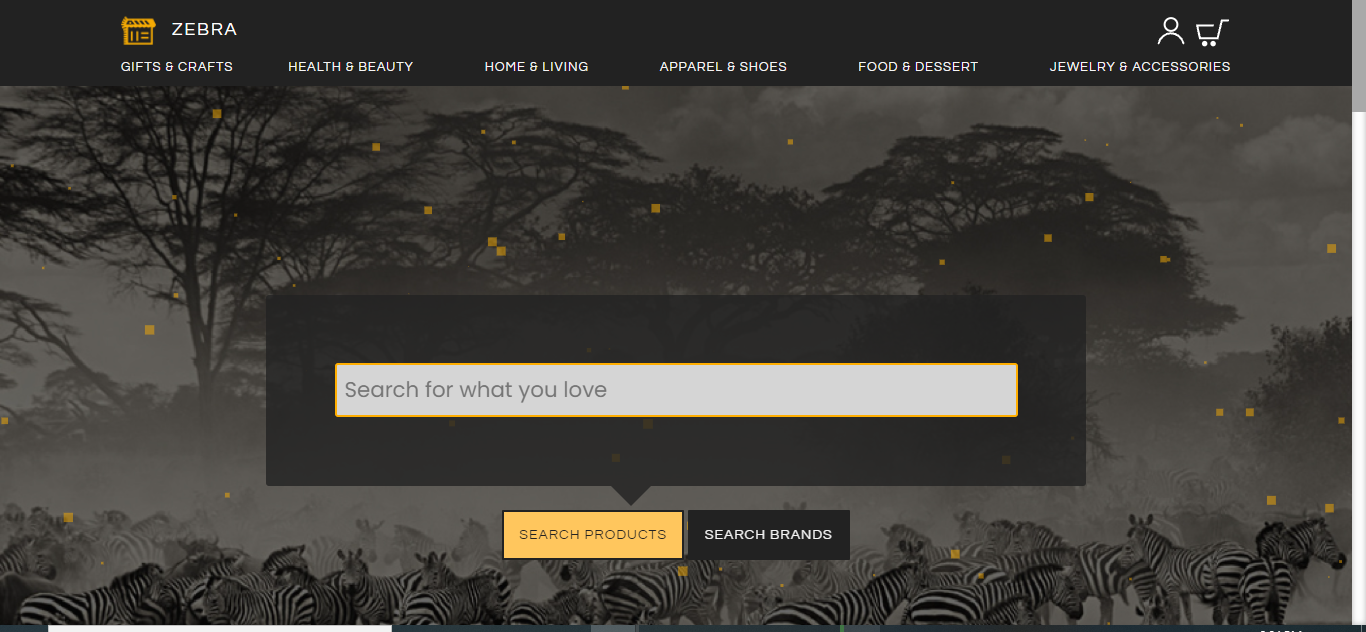 ZEBRA
GIFTS & CRAFTS HEALTH & BEAUTY HOME & LIVING APPAREL & SHOES FOOD & DESSERT JEWELRY & ACCESSORIES
Search for what you love
SEARCH PRODUCTS SEARCH BRANDS